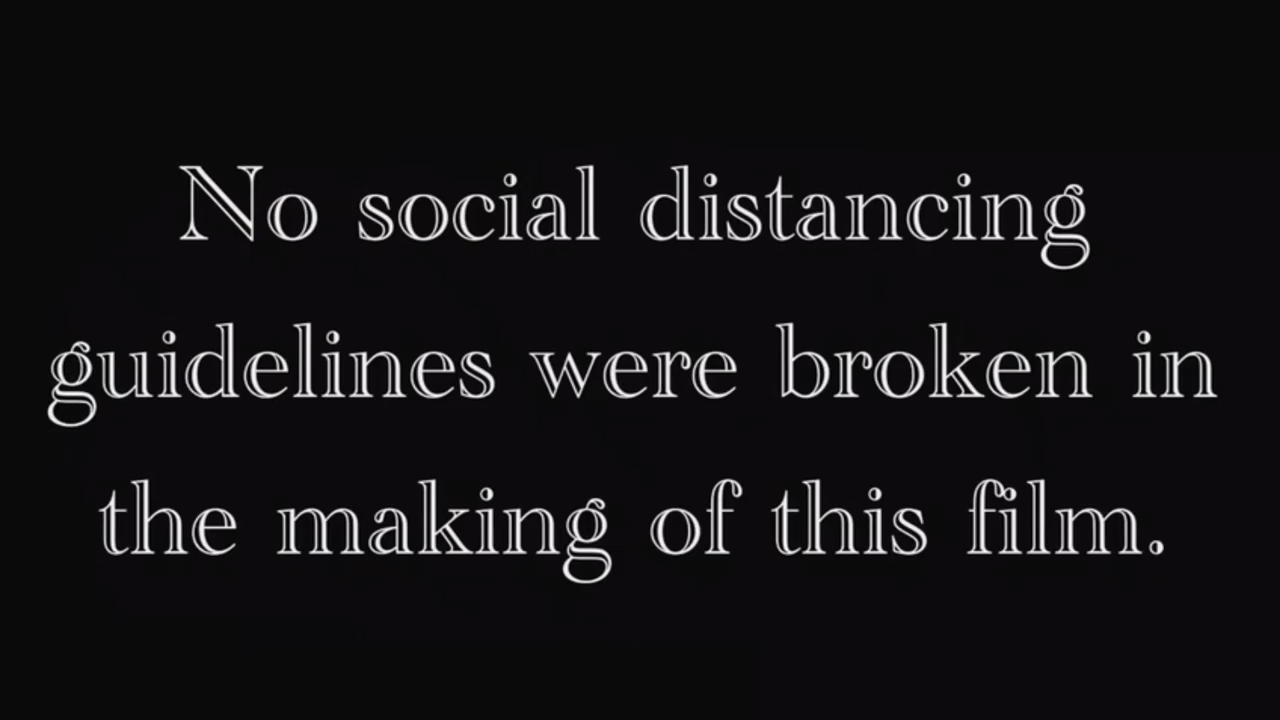 No social distancing
guidelines were broken in
the making of this film.